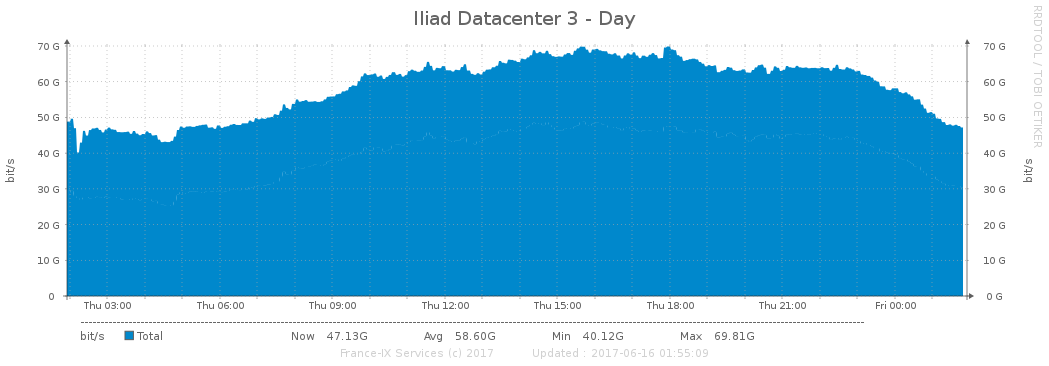 Iliad Datacenter 3 - Day
RRDTOOL / TOBI OETIKER
70 G 70 G
60 G 60 G
50 G 50 G
40 G 40 G
30 G 30 G
20 G 20 G
10 G 10 G
0 0 G
bit/s bit/s
Thu 03:00 Thu 06:00 Thu 09:00 Thu 12:00 Thu 15:00 Thu 18:00 Thu 21:00 Fri 00:00
bit/s Total Now 47.13G Avg 58.60G Min 40.12G Max 69.81G
France-IX Services (c) 2017 Updated : 2017-06-16 01:55:09